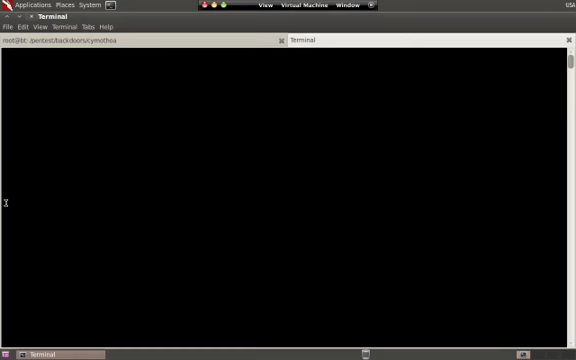 Applications Places System View Virtual Machine Window USA
Terminal
File Edit View Terminal Tabs Help
root@bt: /pentest/backdoors/cymothoa Terminal
Terminal